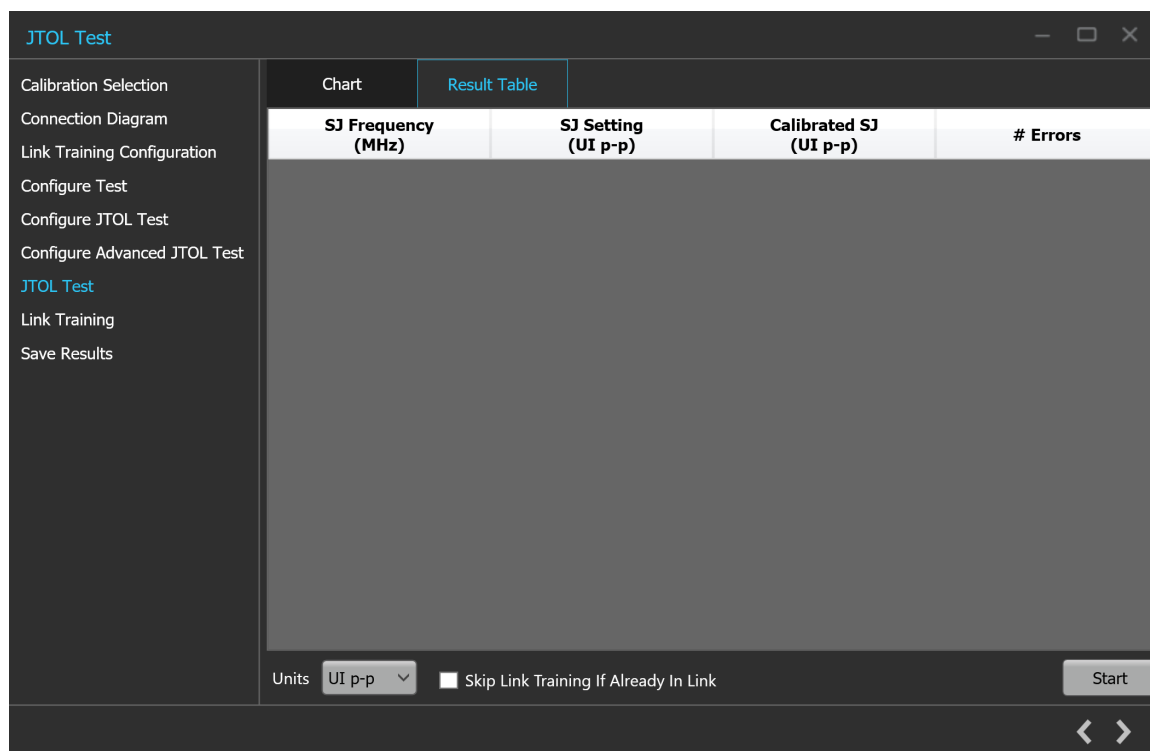 JTOL Test
Calibration Selection
Connection Diagram
Link Training Configuration
Configure Test
Configure JTOL Test
Configure Advanced JTOL Test
JTOL Test
Link Training
Save Results
Chart
Result Table
SJ Frequency
(MHz)
SJ Setting
(UI p-p)
Calibrated SJ
(UI p-p)
# Errors
Units
UI p-p
Skip Link Training If Already In Link
Start